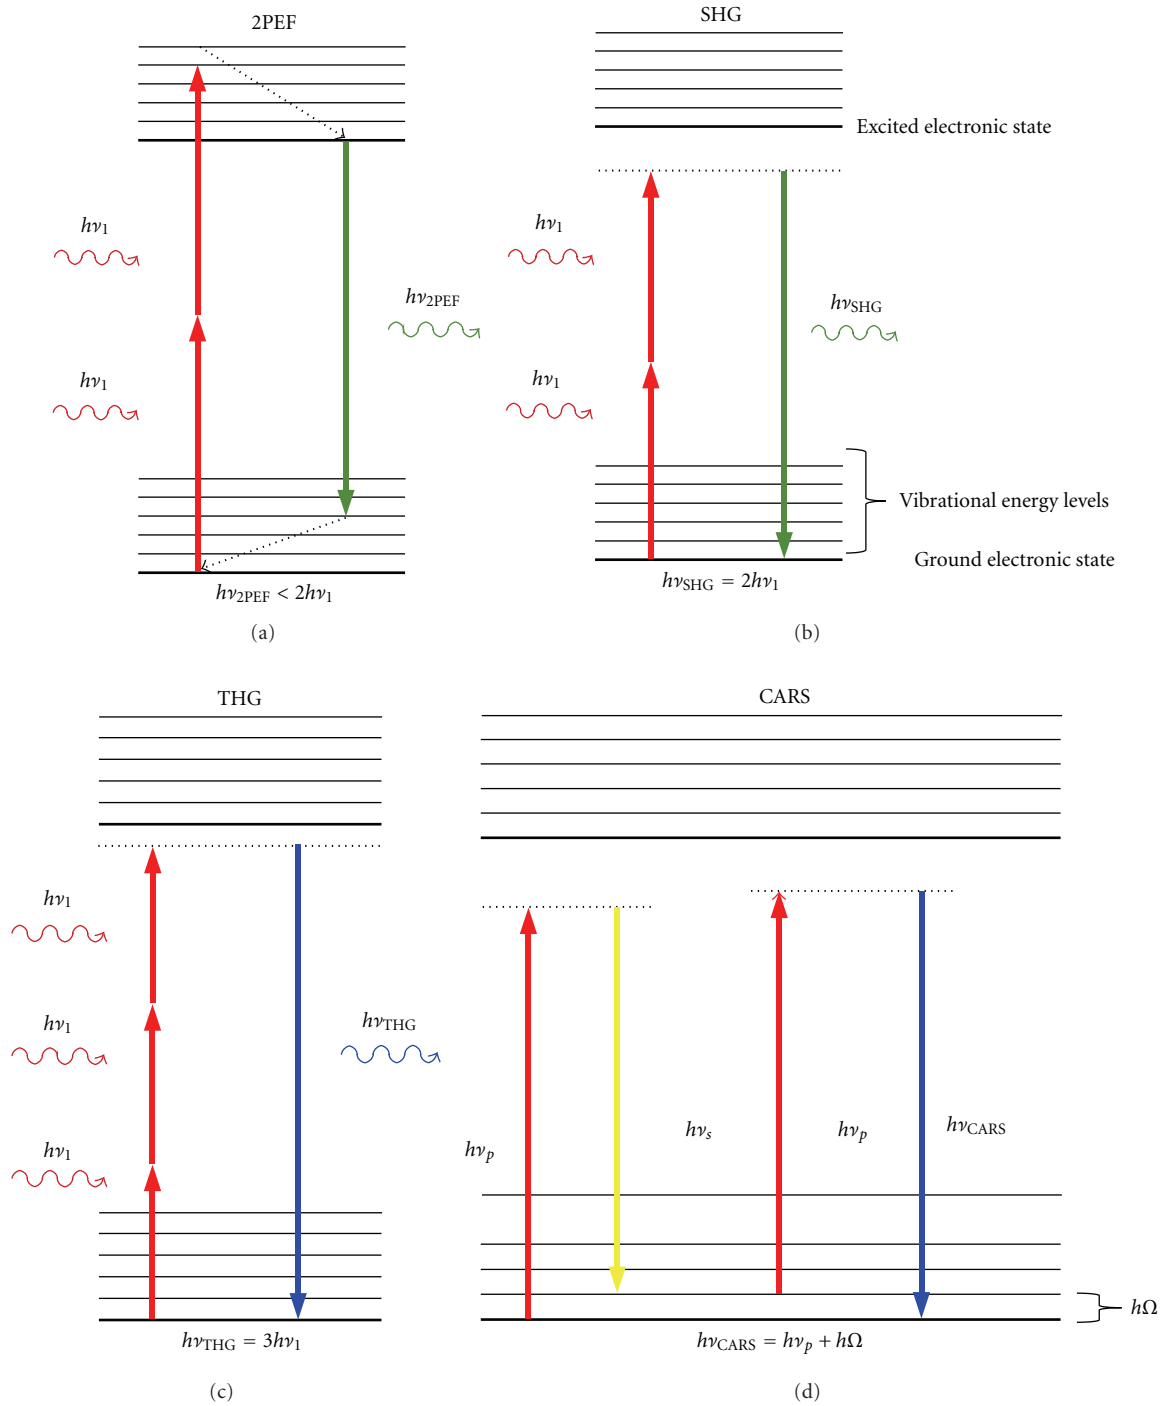 2PEF
hν₁
hν₂PEF
hν₁
hν₂PEF < 2hν₁
(a)
SHG
Excited electronic state
hν₁
hνSHG
hν₁
Vibrational energy levels
Ground electronic state
hνSHG = 2hν₁
(b)
THG
hν₁
hν₁
hνTHG
hν₁
hνTHG = 3hν₁
(c)
CARS
hνp
hνs
hνp
hνCARS
hΩ
hνCARS = hνp + hΩ
(d)